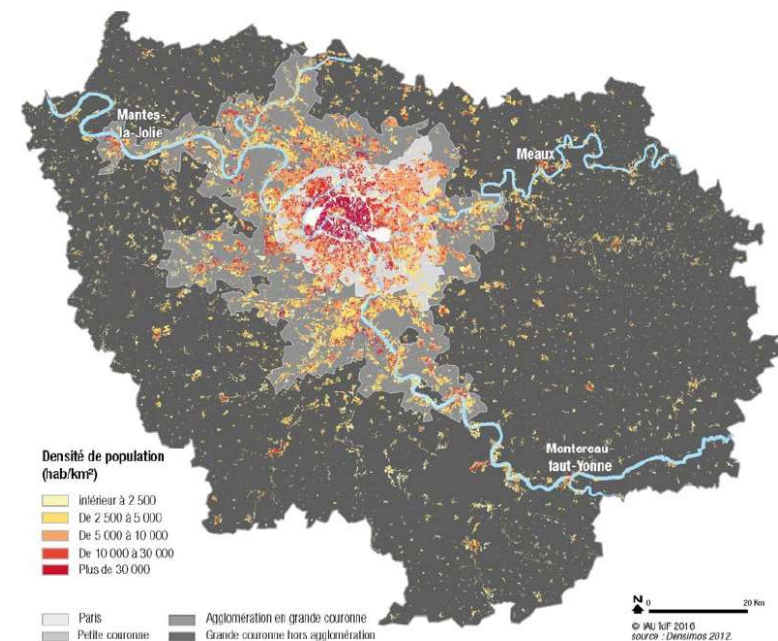 Mantes
-la-Jolie
Meaux
Montereau-
faut-Yonne
Densité de population
(hab/km²)
inférieur à 2 500
De 2 500 à 5 000
De 5 000 à 10 000
De 10 000 à 30 000
Plus de 30 000
Paris
Petite couronne
Agglomération en grande couronne
Grande couronne hors agglomération
N
0
20 Km
© IAU îdF 2016
source : Densimos 2012.